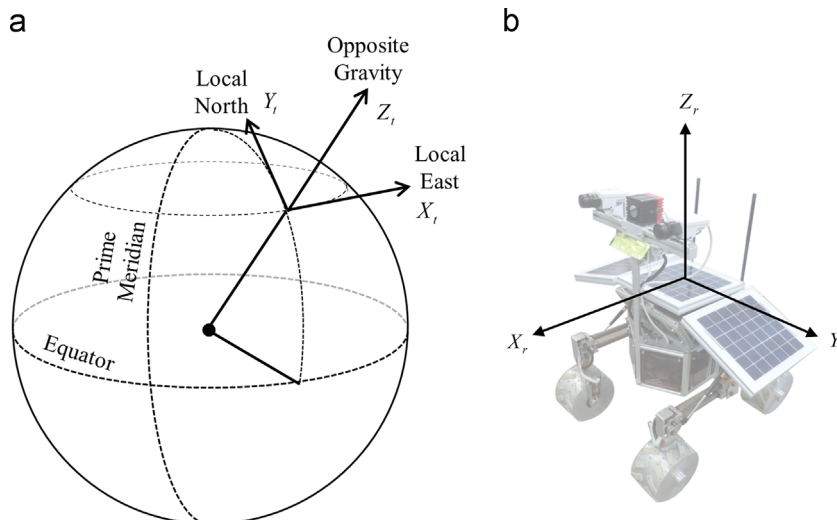 a
Opposite
Gravity
Local
North
Y_t
Z_t
Local
East
X_t
Prime
Meridian
Equator
b
Z_r
X_r
Y